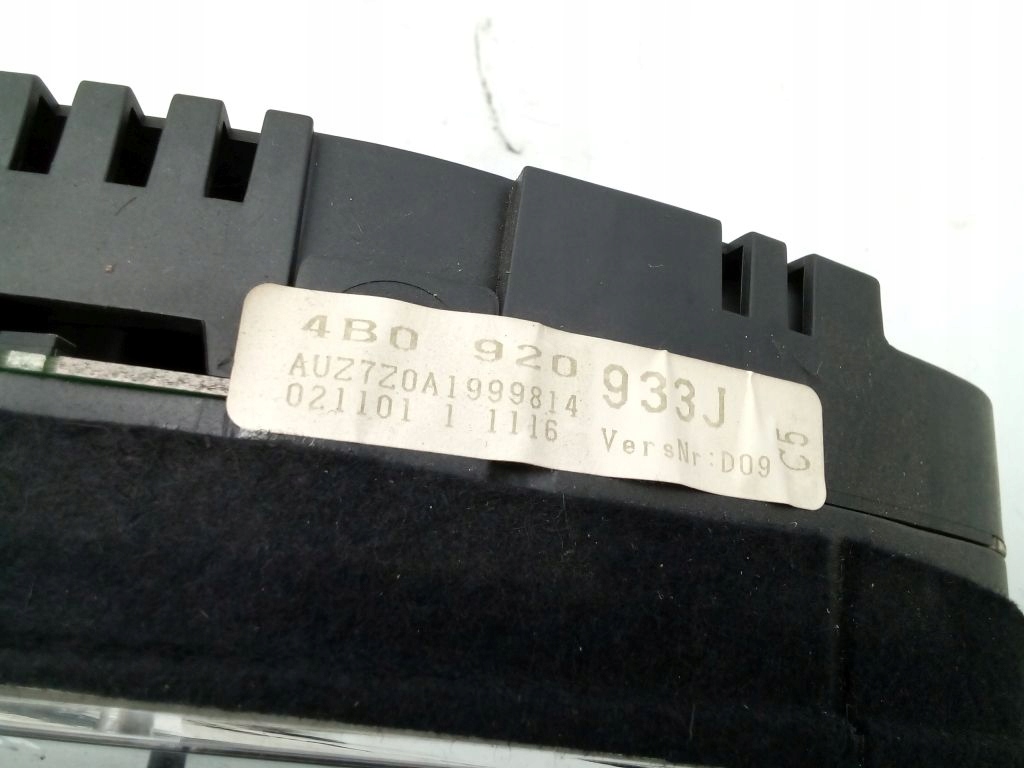 4B0 920 933J
AUZ7Z0A1999814
021101 1 1116 VersNr:D09
C5